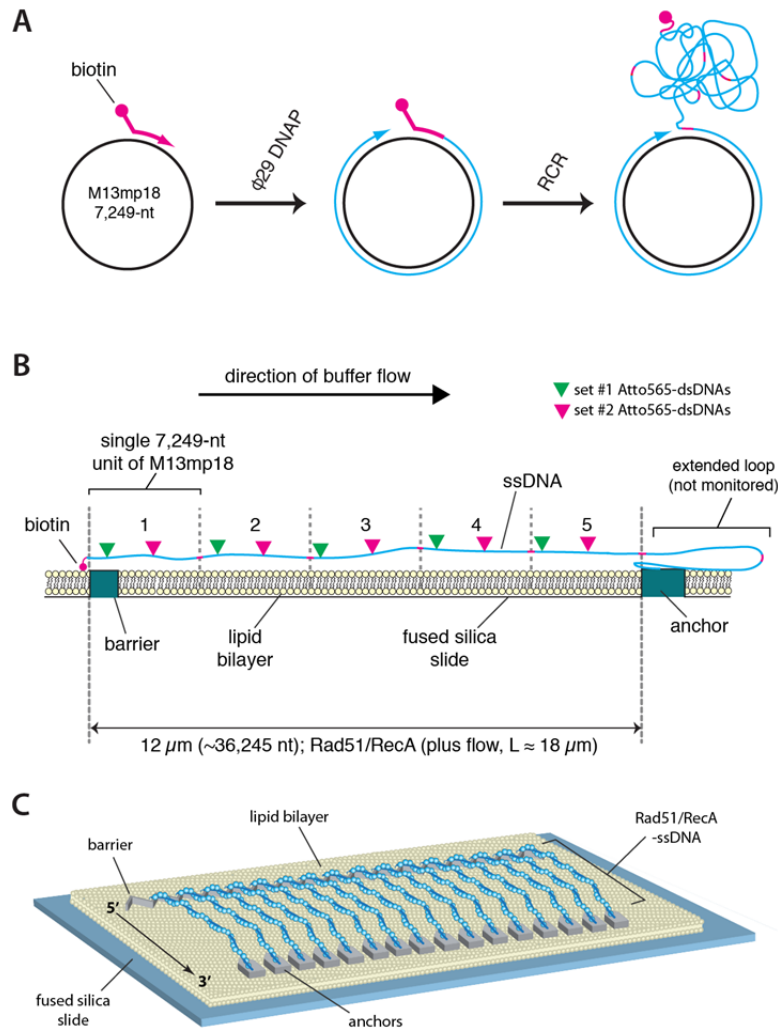 A
biotin
M13mp18
7,249-nt
ϕ29 DNAP
RCR
B
direction of buffer flow
set #1 Atto565-dsDNAs
set #2 Atto565-dsDNAs
single 7,249-nt
unit of M13mp18
extended loop
(not monitored)
ssDNA
biotin
1
2
3
4
5
barrier
lipid
bilayer
fused silica
slide
anchor
12 µm (~36,245 nt); Rad51/RecA (plus flow, L ≈ 18 µm)
C
lipid bilayer
Rad51/RecA
-ssDNA
barrier
5′
3′
fused silica
slide
anchors